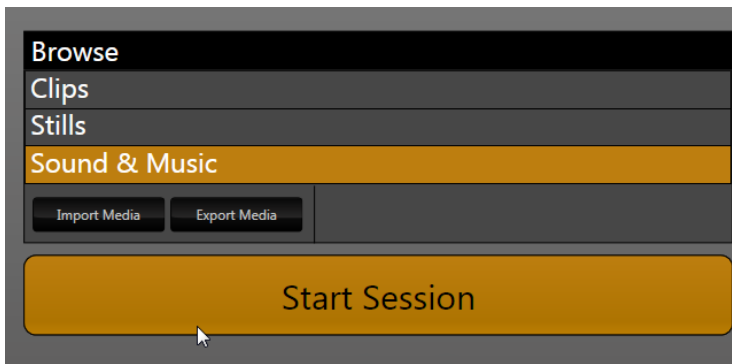 Browse
Clips
Stills
Sound & Music
Import Media Export Media
Start Session